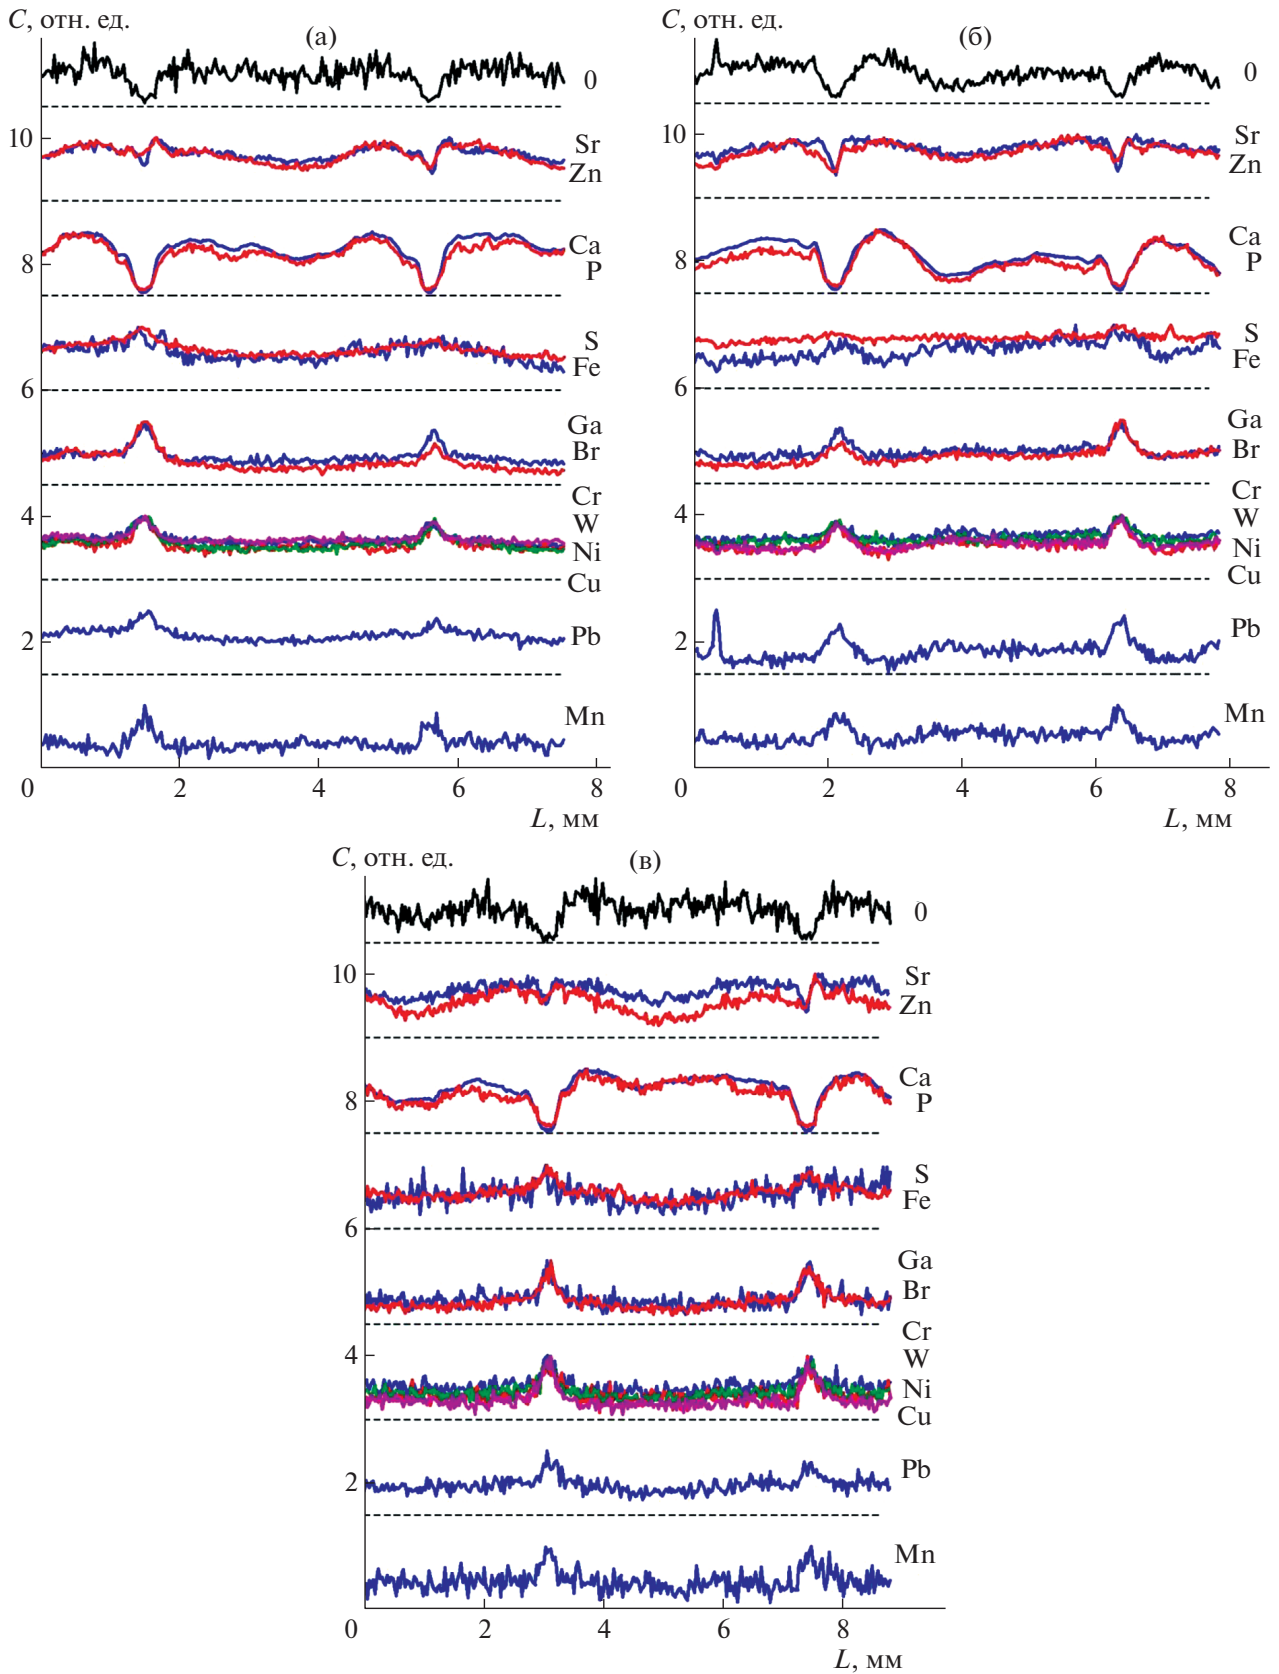 C, отн. ед.
(а)
0
10
Sr
Zn
Ca
8
P
S
Fe
6
Ga
Br
Cr
4
W
Ni
Cu
2
Pb
Mn
0
2
4
6
8
L, мм
C, отн. ед.
(б)
0
10
Sr
Zn
Ca
8
P
S
Fe
6
Ga
Br
Cr
4
W
Ni
Cu
2
Pb
Mn
0
2
4
6
8
L, мм
C, отн. ед.
(в)
0
10
Sr
Zn
Ca
8
P
S
Fe
6
Ga
Br
Cr
4
W
Ni
Cu
Pb
2
Mn
0
2
4
6
8
L, мм